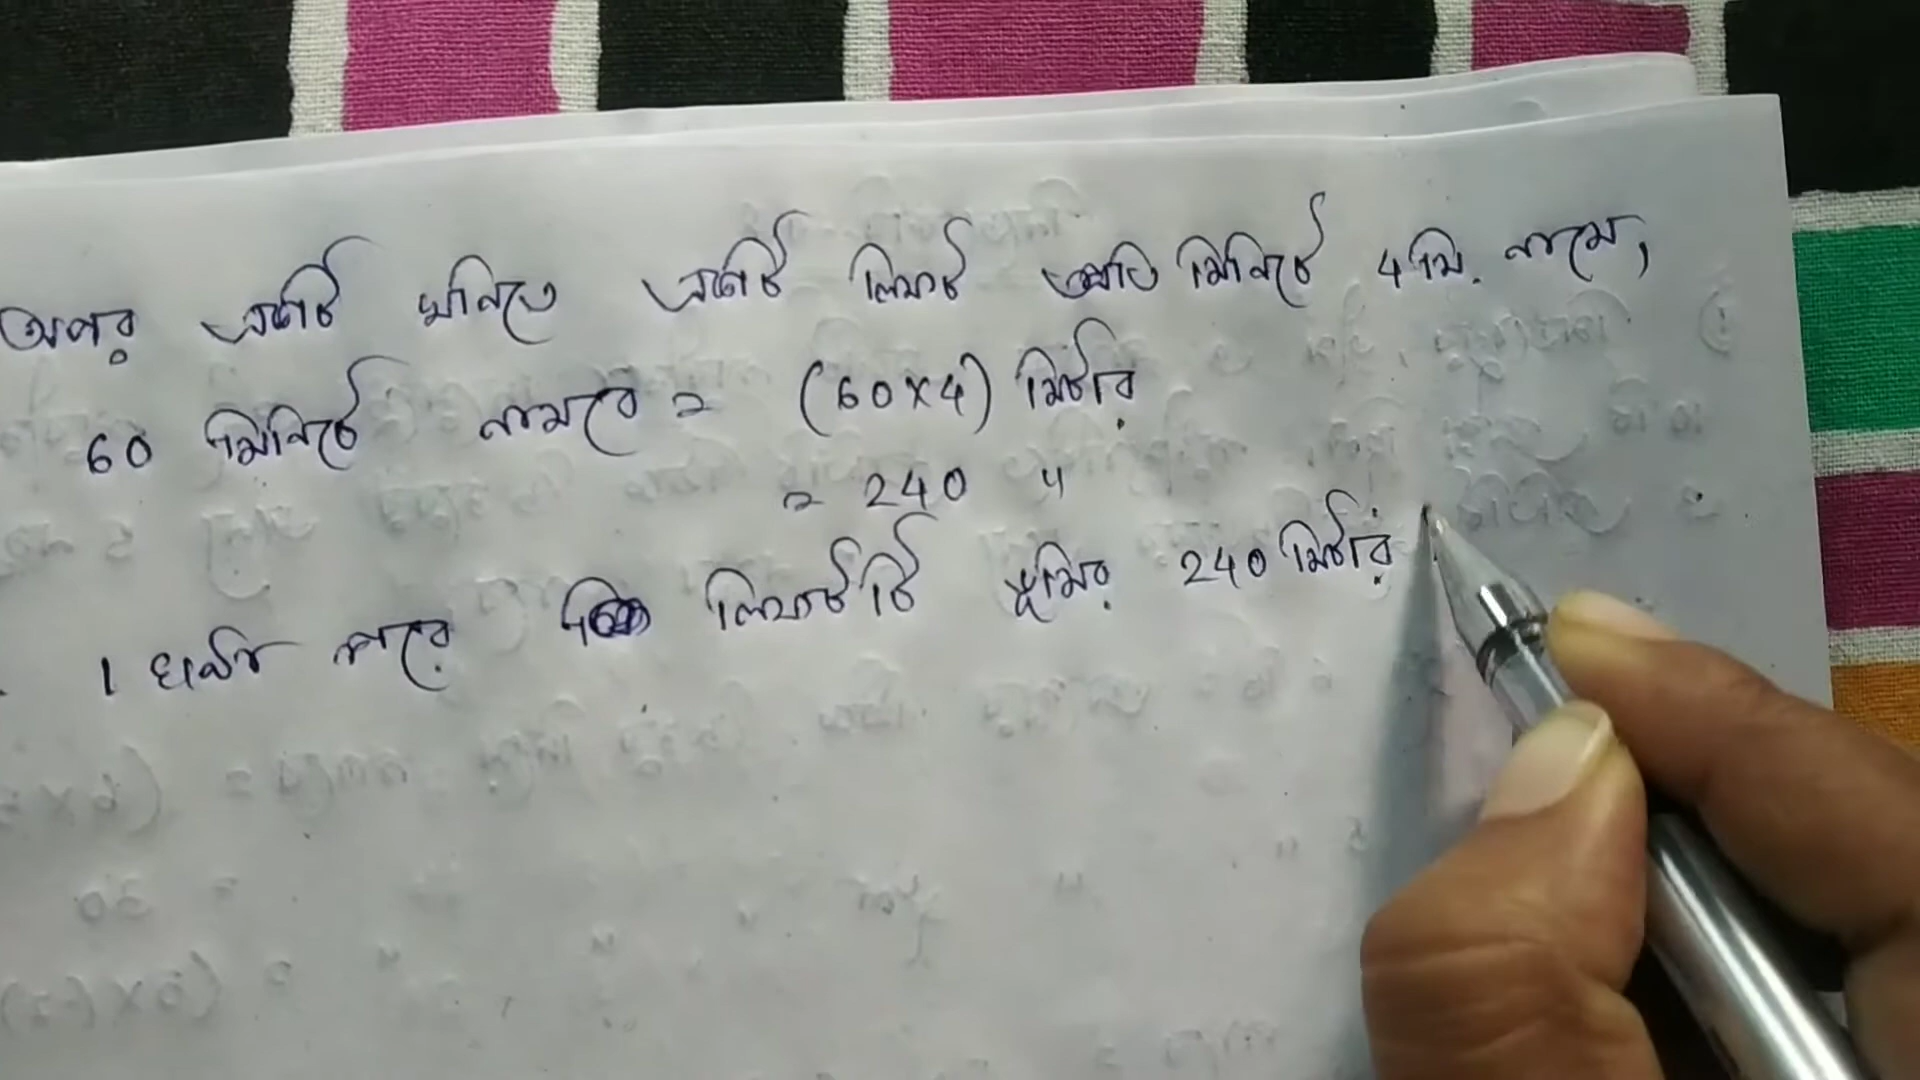 অপর একটি খনিতে একটি লিফট প্রতি মিনিটে 4 মি. নামে,
60 মিনিটে নামবে = (60×4) মিটার
= 240 "
1 ঘন্টা পরে লিফটটি ভূমির 240 মিটার